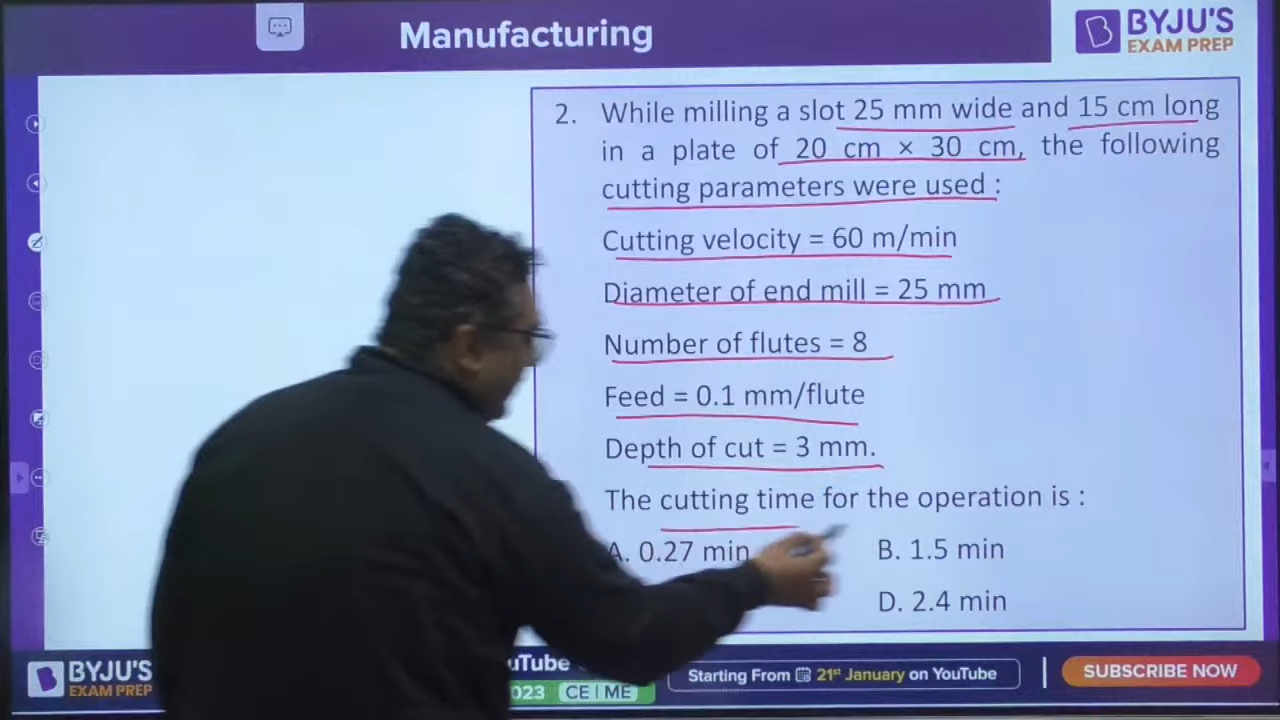 Manufacturing
BYJU'S
EXAM PREP
2. While milling a slot 25 mm wide and 15 cm long
in a plate of 20 cm × 30 cm, the following
cutting parameters were used :
Cutting velocity = 60 m/min
Diameter of end mill = 25 mm
Number of flutes = 8
Feed = 0.1 mm/flute
Depth of cut = 3 mm.
The cutting time for the operation is :
A. 0.27 min B. 1.5 min
D. 2.4 min
BYJU'S
EXAM PREP
uTube
023 CE | ME
Starting From 21st January on YouTube
SUBSCRIBE NOW